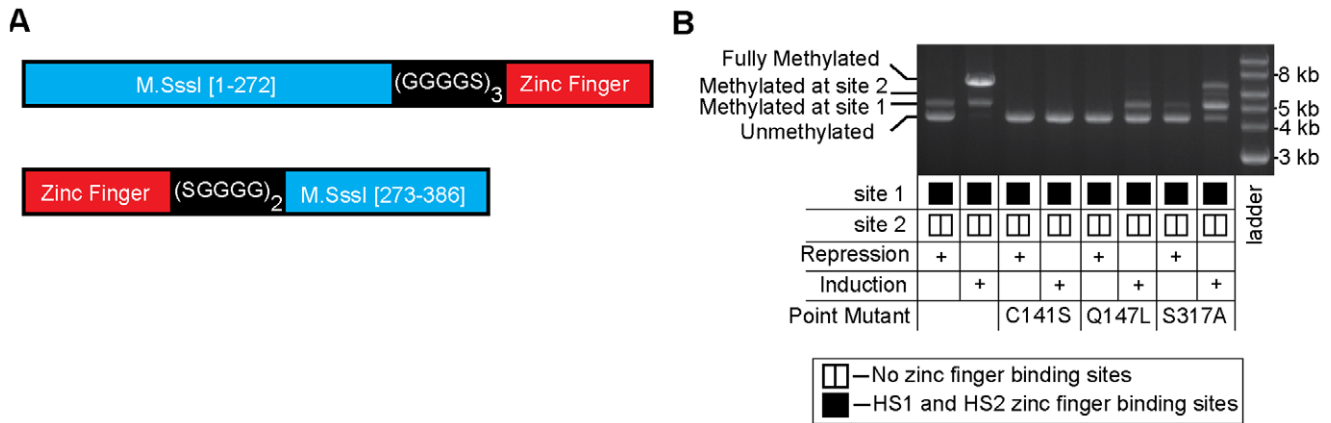 A
M.SssI [1-272] (GGGGS)3 Zinc Finger
Zinc Finger (SGGGG)2 M.SssI [273-386]
B
Fully Methylated
Methylated at site 2
Methylated at site 1
Unmethylated
8 kb
5 kb
4 kb
3 kb
site 1
site 2
Repression + + + +
Induction + + + +
Point Mutant C141S Q147L S317A
ladder
No zinc finger binding sites
HS1 and HS2 zinc finger binding sites